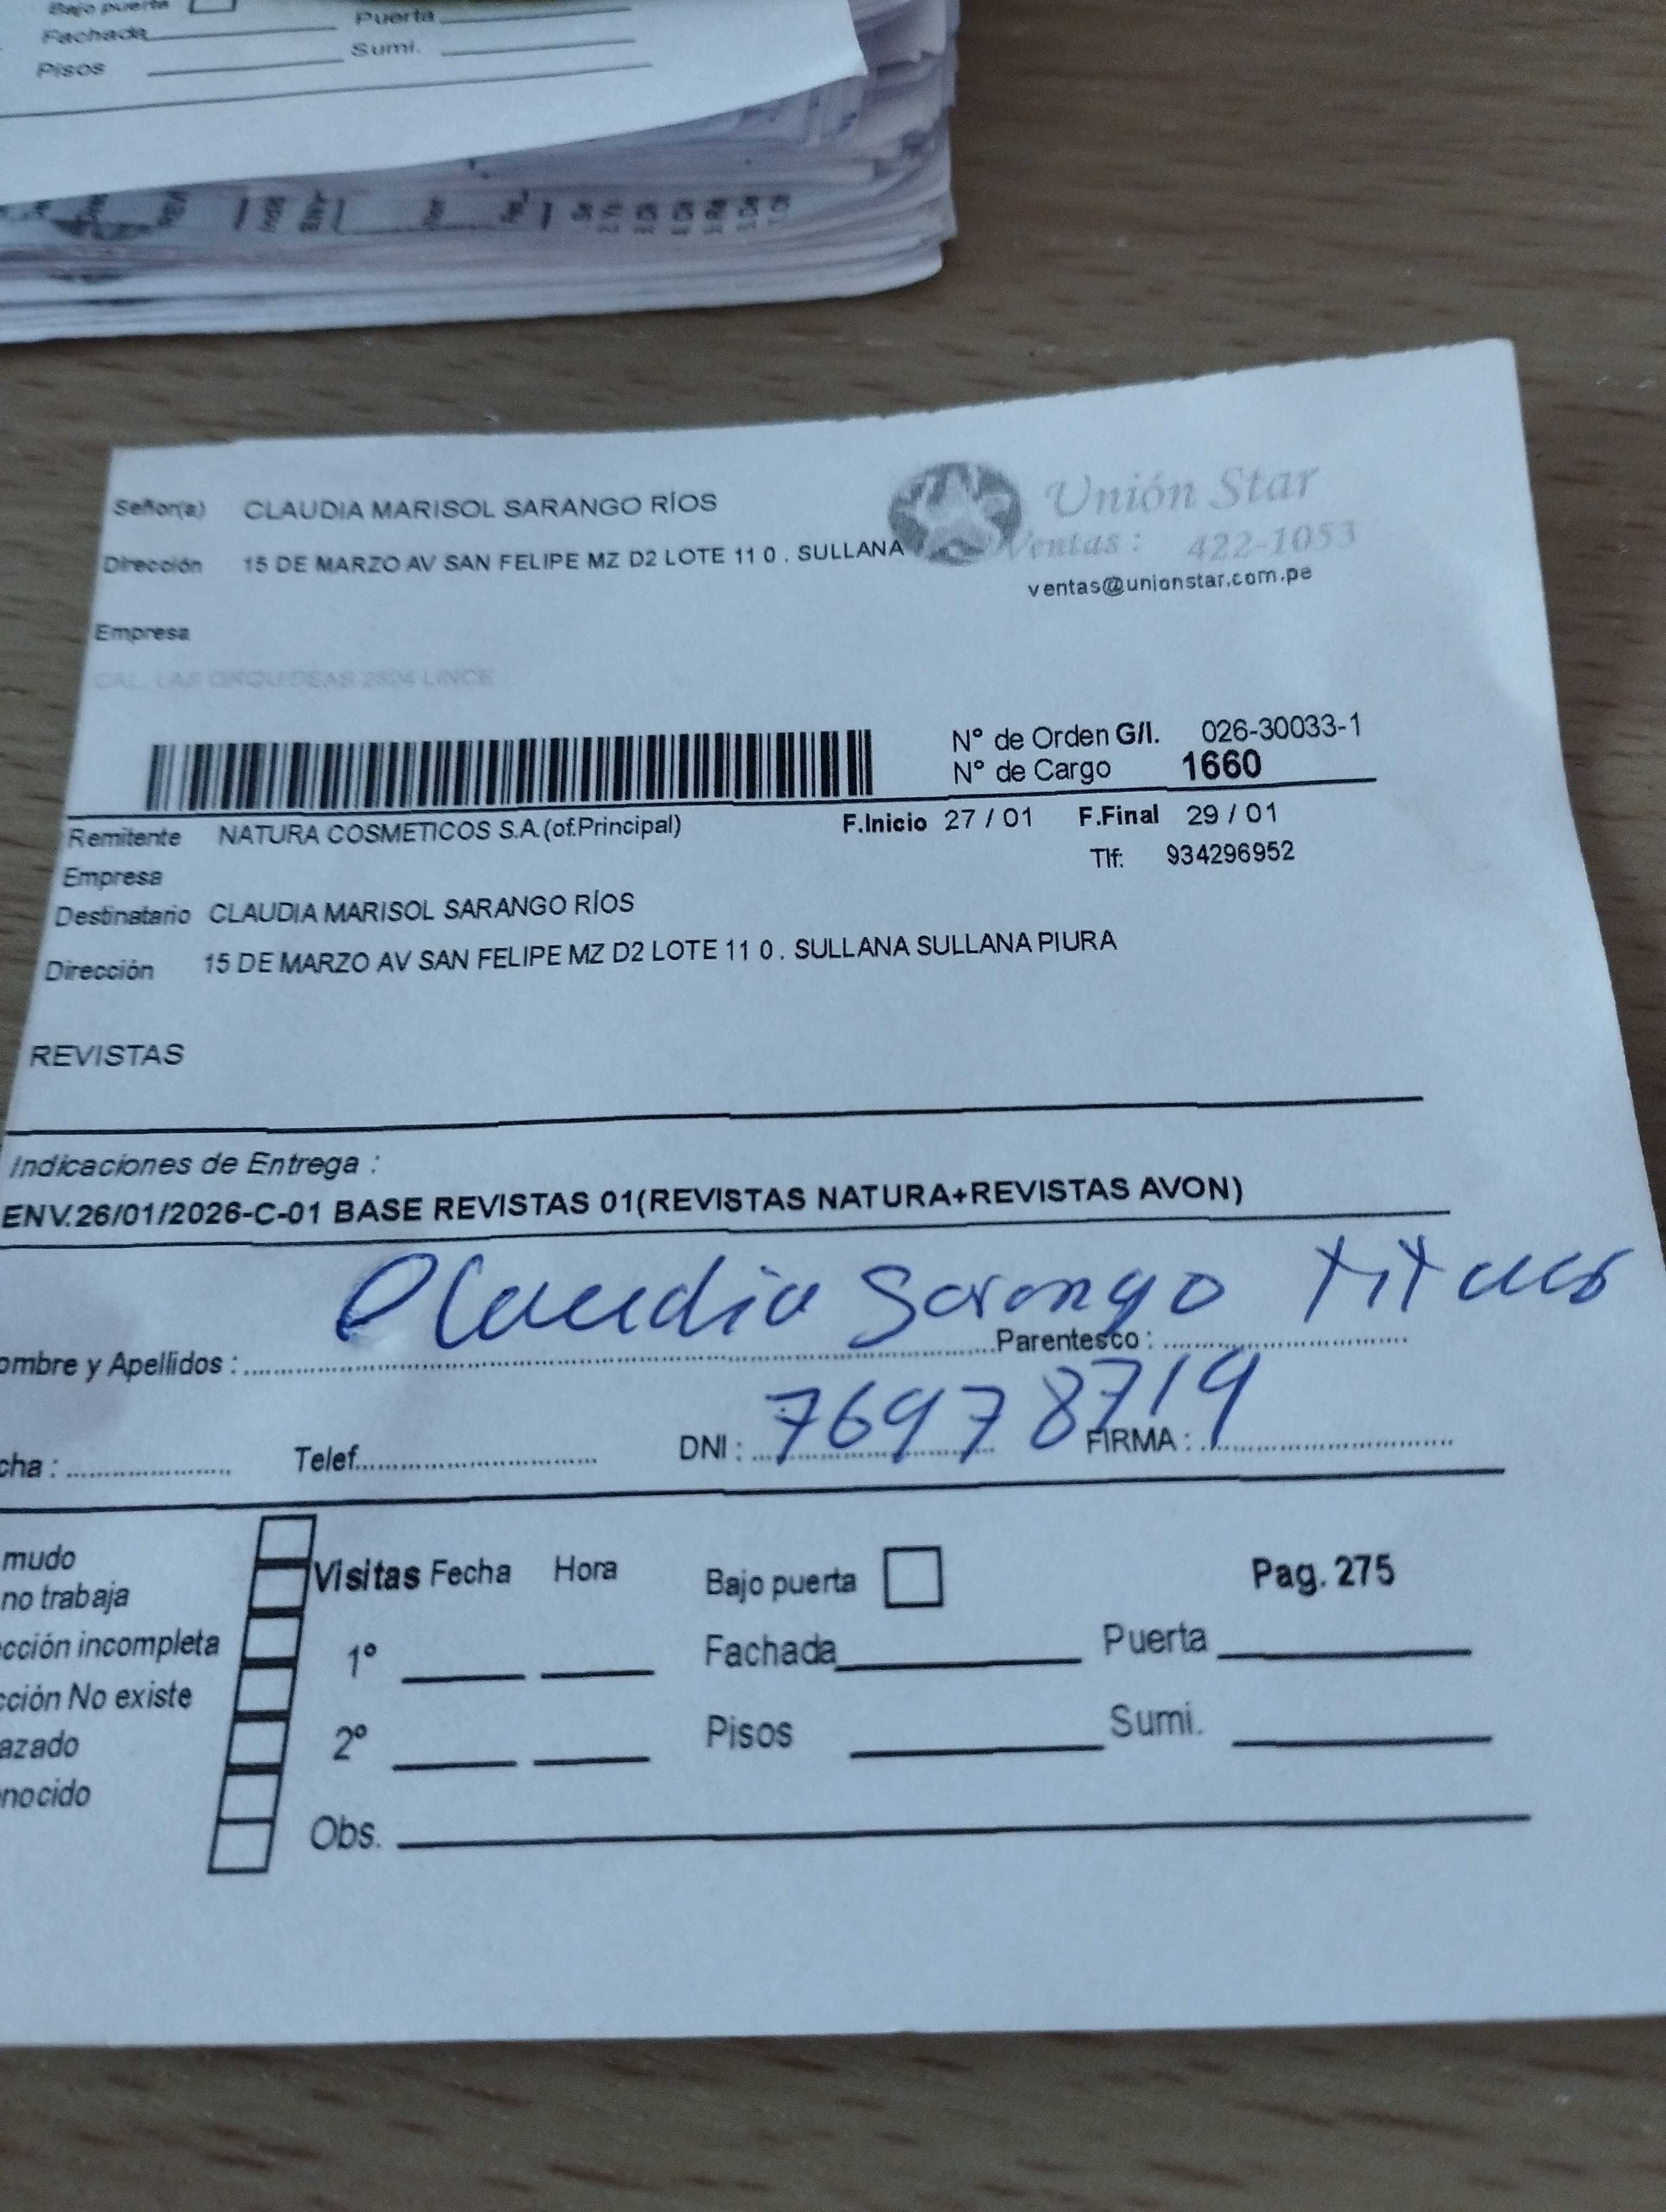 Bajo puerta
Puerta
Fachada
Sumi.
Pisos
Señor(a) CLAUDIA MARISOL SARANGO RÍOS
Unión Star
Dirección 15 DE MARZO AV SAN FELIPE MZ D2 LOTE 11 0 . SULLANA
Ventas : 422-1053
ventas@unionstar.com.pe
Empresa
CAL. LAS ORQUIDEAS 2604 LINCE
N° de Orden G/I. 026-30033-1
N° de Cargo 1660
Remitente NATURA COSMETICOS S.A.(of.Principal) F.Inicio 27 / 01 F.Final 29 / 01
Tlf: 934296952
Empresa
Destinatario CLAUDIA MARISOL SARANGO RÍOS
Dirección 15 DE MARZO AV SAN FELIPE MZ D2 LOTE 11 0 . SULLANA SULLANA PIURA
REVISTAS
Indicaciones de Entrega :
ENV.26/01/2026-C-01 BASE REVISTAS 01(REVISTAS NATURA+REVISTAS AVON)
Claudia Sarango
ombre y Apellidos : Parentesco :
76978719
cha : Telef. DNI : FIRMA :
mudo
Visitas Fecha Hora Bajo puerta Pag. 275
no trabaja
cción incompleta 1° Fachada Puerta
cción No existe
azado 2° Pisos Sumi.
nocido
Obs.